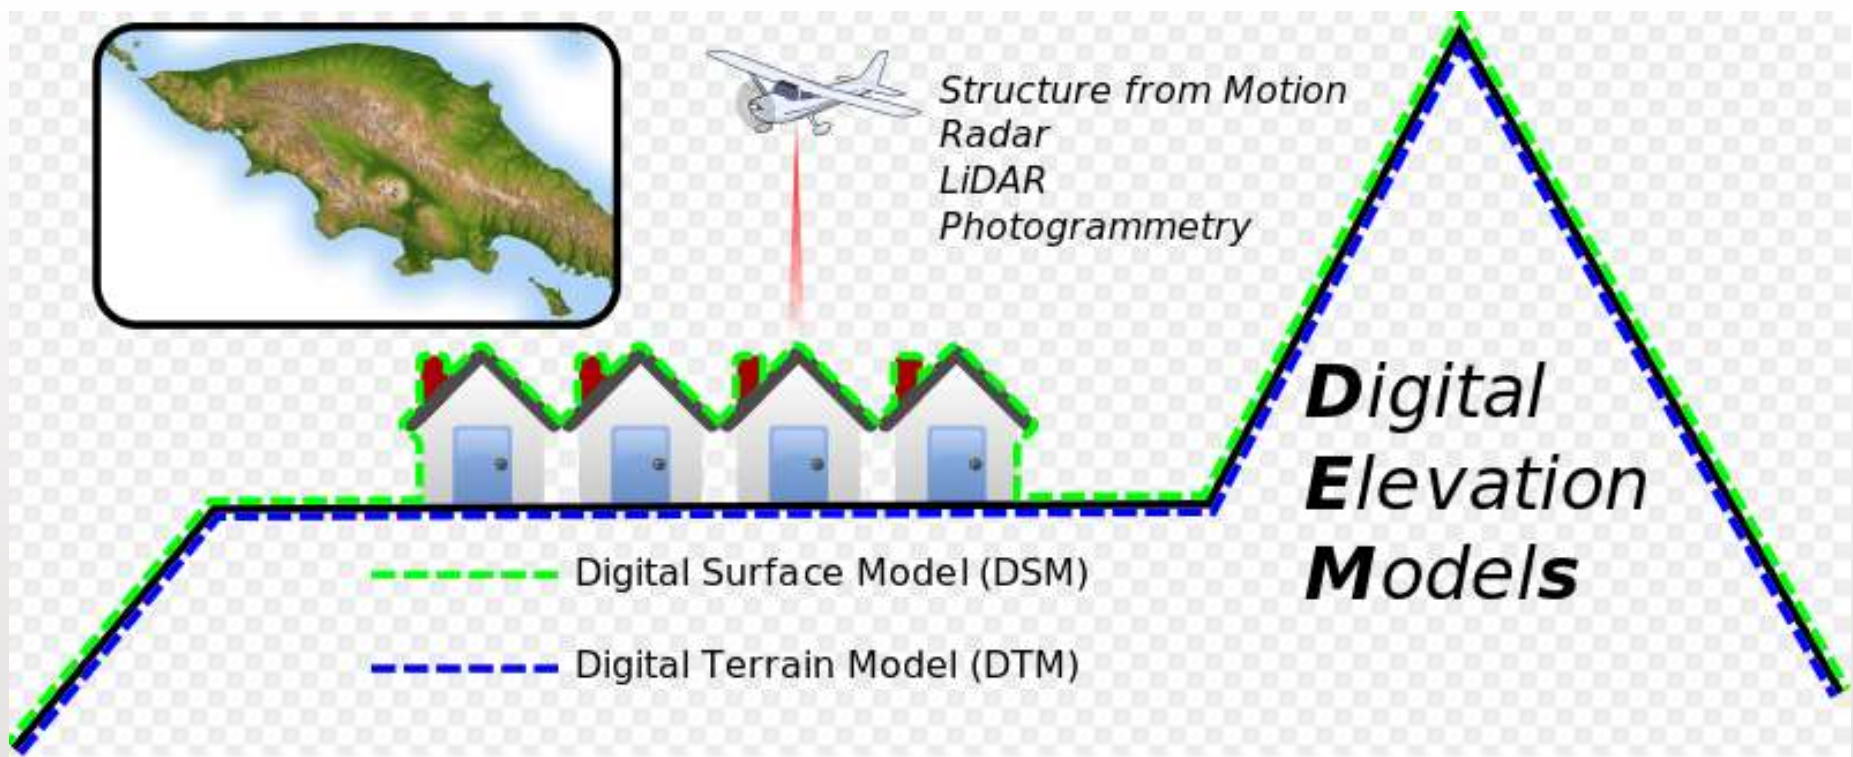 Structure from Motion
Radar
LiDAR
Photogrammetry
Digital
Elevation
Models
Digital Surface Model (DSM)
Digital Terrain Model (DTM)